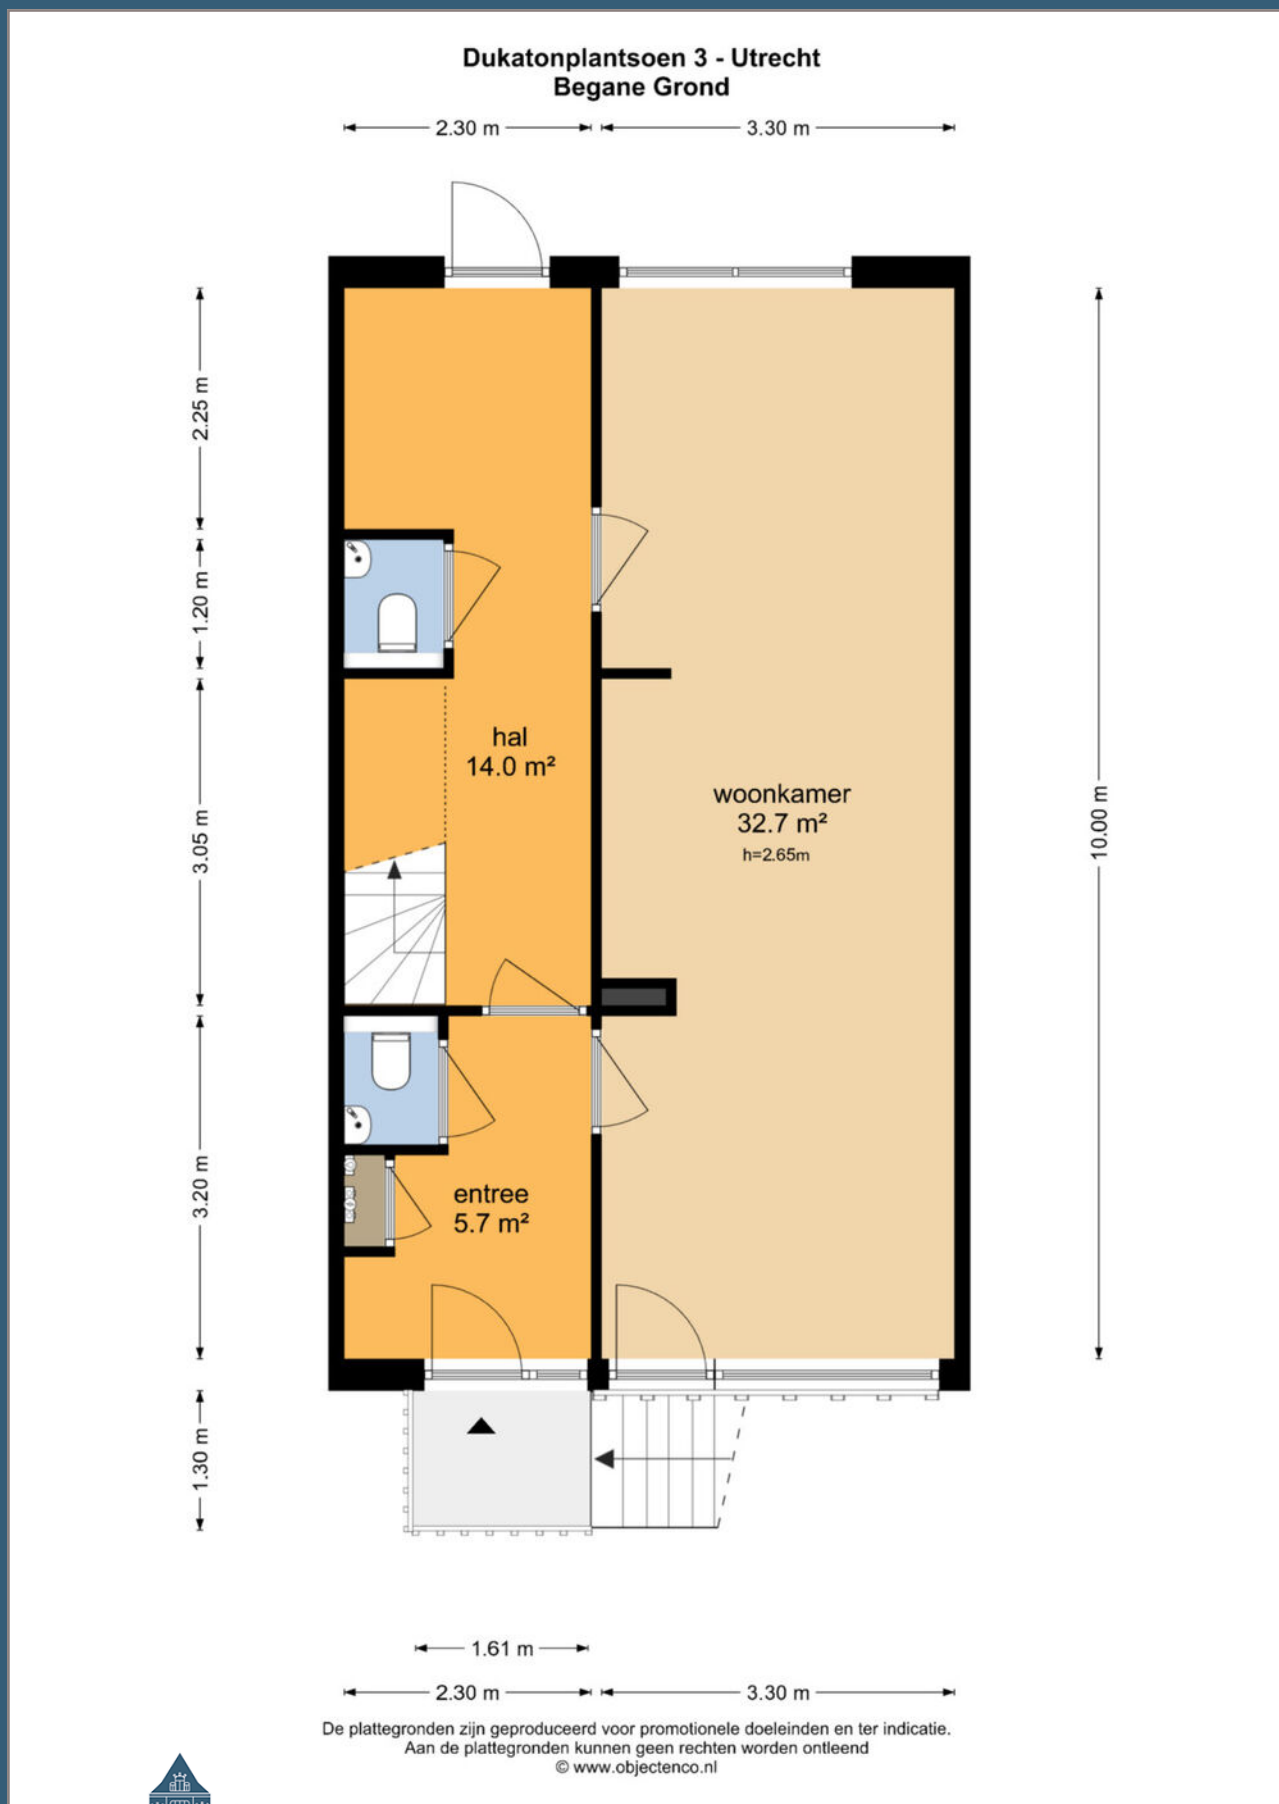 Dukatonplantsoen 3 - Utrecht
Begane Grond
2.30 m
3.30 m
2.25 m
1.20 m
3.05 m
3.20 m
1.30 m
10.00 m
hal
14.0 m²
woonkamer
32.7 m²
h=2.65m
entree
5.7 m²
1.61 m
2.30 m
3.30 m
De plattegronden zijn geproduceerd voor promotionele doeleinden en ter indicatie.
Aan de plattegronden kunnen geen rechten worden ontleend
© www.objectenco.nl